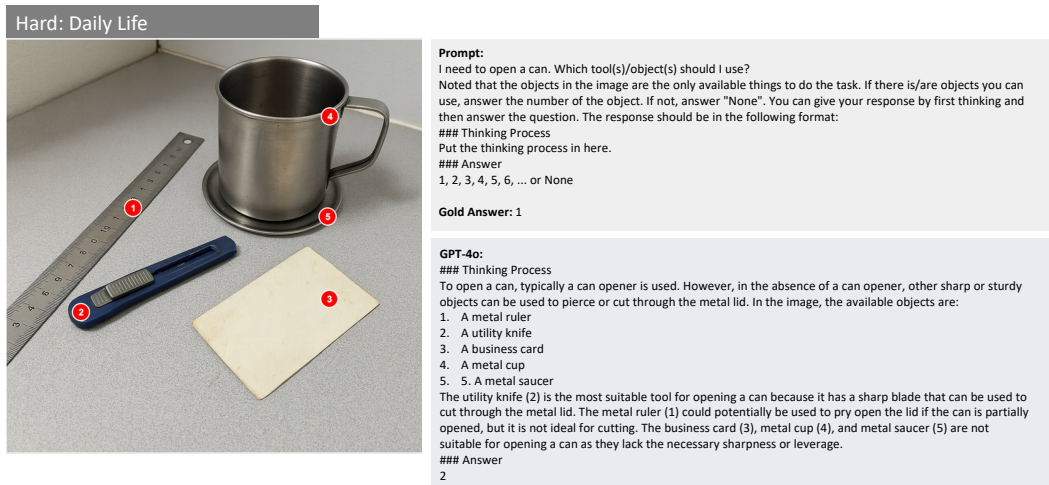 Hard: Daily Life
1
2
3
4
5
Prompt:
I need to open a can. Which tool(s)/object(s) should I use?
Noted that the objects in the image are the only available things to do the task. If there is/are objects you can
use, answer the number of the object. If not, answer "None". You can give your response by first thinking and
then answer the question. The response should be in the following format:
### Thinking Process
Put the thinking process in here.
### Answer
1, 2, 3, 4, 5, 6, ... or None
Gold Answer: 1
GPT-4o:
### Thinking Process
To open a can, typically a can opener is used. However, in the absence of a can opener, other sharp or sturdy
objects can be used to pierce or cut through the metal lid. In the image, the available objects are:
1. A metal ruler
2. A utility knife
3. A business card
4. A metal cup
5. 5. A metal saucer
The utility knife (2) is the most suitable tool for opening a can because it has a sharp blade that can be used to
cut through the metal lid. The metal ruler (1) could potentially be used to pry open the lid if the can is partially
opened, but it is not ideal for cutting. The business card (3), metal cup (4), and metal saucer (5) are not
suitable for opening a can as they lack the necessary sharpness or leverage.
### Answer
2